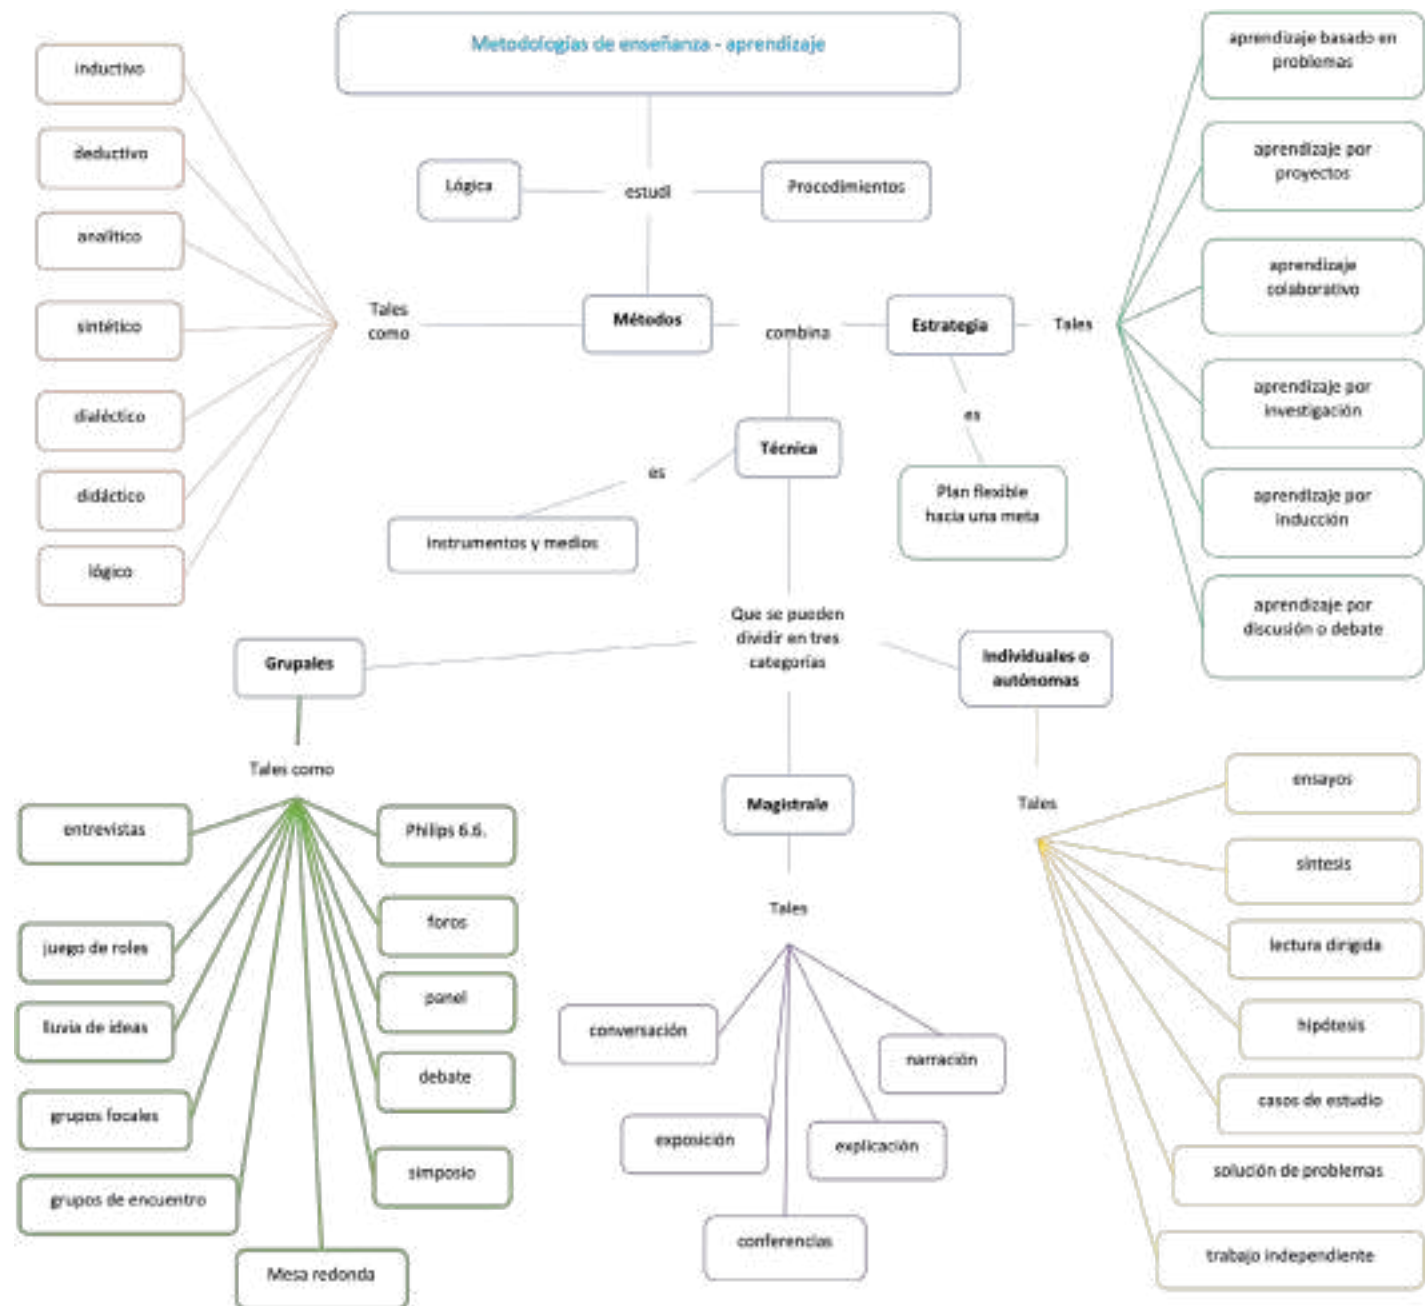 Metodologías de enseñanza - aprendizaje
inductivo
deductivo
analítico
sintético
dialéctico
didáctico
lógico
Lógica
estudi
Procedimientos
Tales
como
Métodos
combina
Estrategia
Tales
aprendizaje basado en
problemas
aprendizaje por
proyectos
aprendizaje
colaborativo
aprendizaje por
investigación
aprendizaje por
inducción
aprendizaje por
discusión o debate
es
Plan flexible
hacia una meta
Técnica
es
instrumentos y medios
Que se pueden
dividir en tres
categorías
Grupales
Tales como
entrevistas
juego de roles
lluvia de ideas
grupos focales
grupos de encuentro
Mesa redonda
Philips 6.6.
foros
panel
debate
simposio
Magistrale
Tales
conversación
exposición
conferencias
explicación
narración
Individuales o
autónomas
Tales
ensayos
síntesis
lectura dirigida
hipótesis
casos de estudio
solución de problemas
trabajo independiente